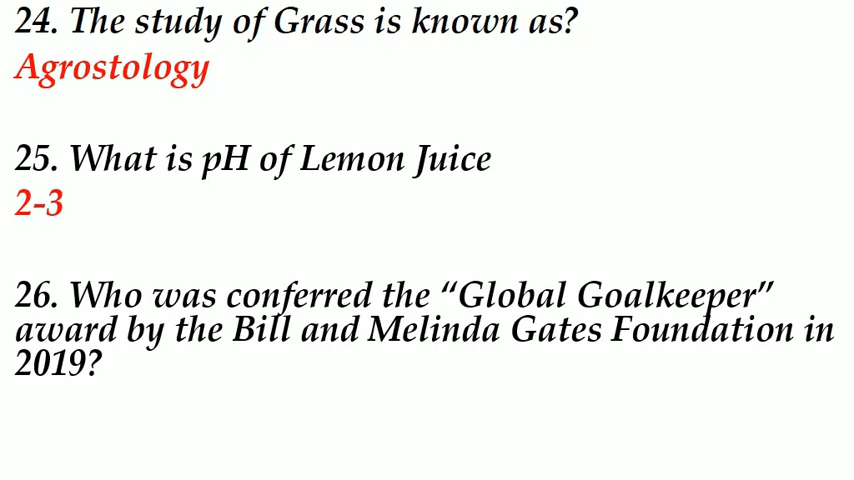 24. The study of Grass is known as?
Agrostology
25. What is pH of Lemon Juice
2-3
26. Who was conferred the “Global Goalkeeper”
award by the Bill and Melinda Gates Foundation in
2019?